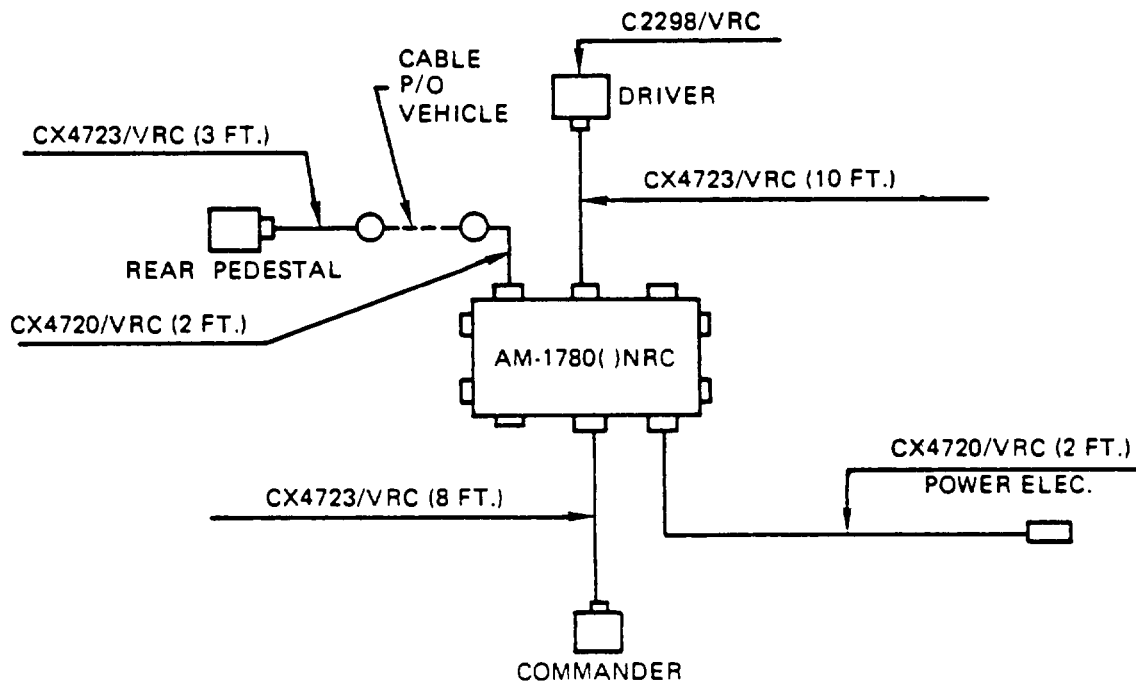 C2298/VRC
CABLE
P/O
VEHICLE
DRIVER
CX4723/VRC (3 FT.)
CX4723/VRC (10 FT.)
REAR PEDESTAL
CX4720/VRC (2 FT.)
AM-1780( )NRC
CX4720/VRC (2 FT.)
POWER ELEC.
CX4723/VRC (8 FT.)
COMMANDER